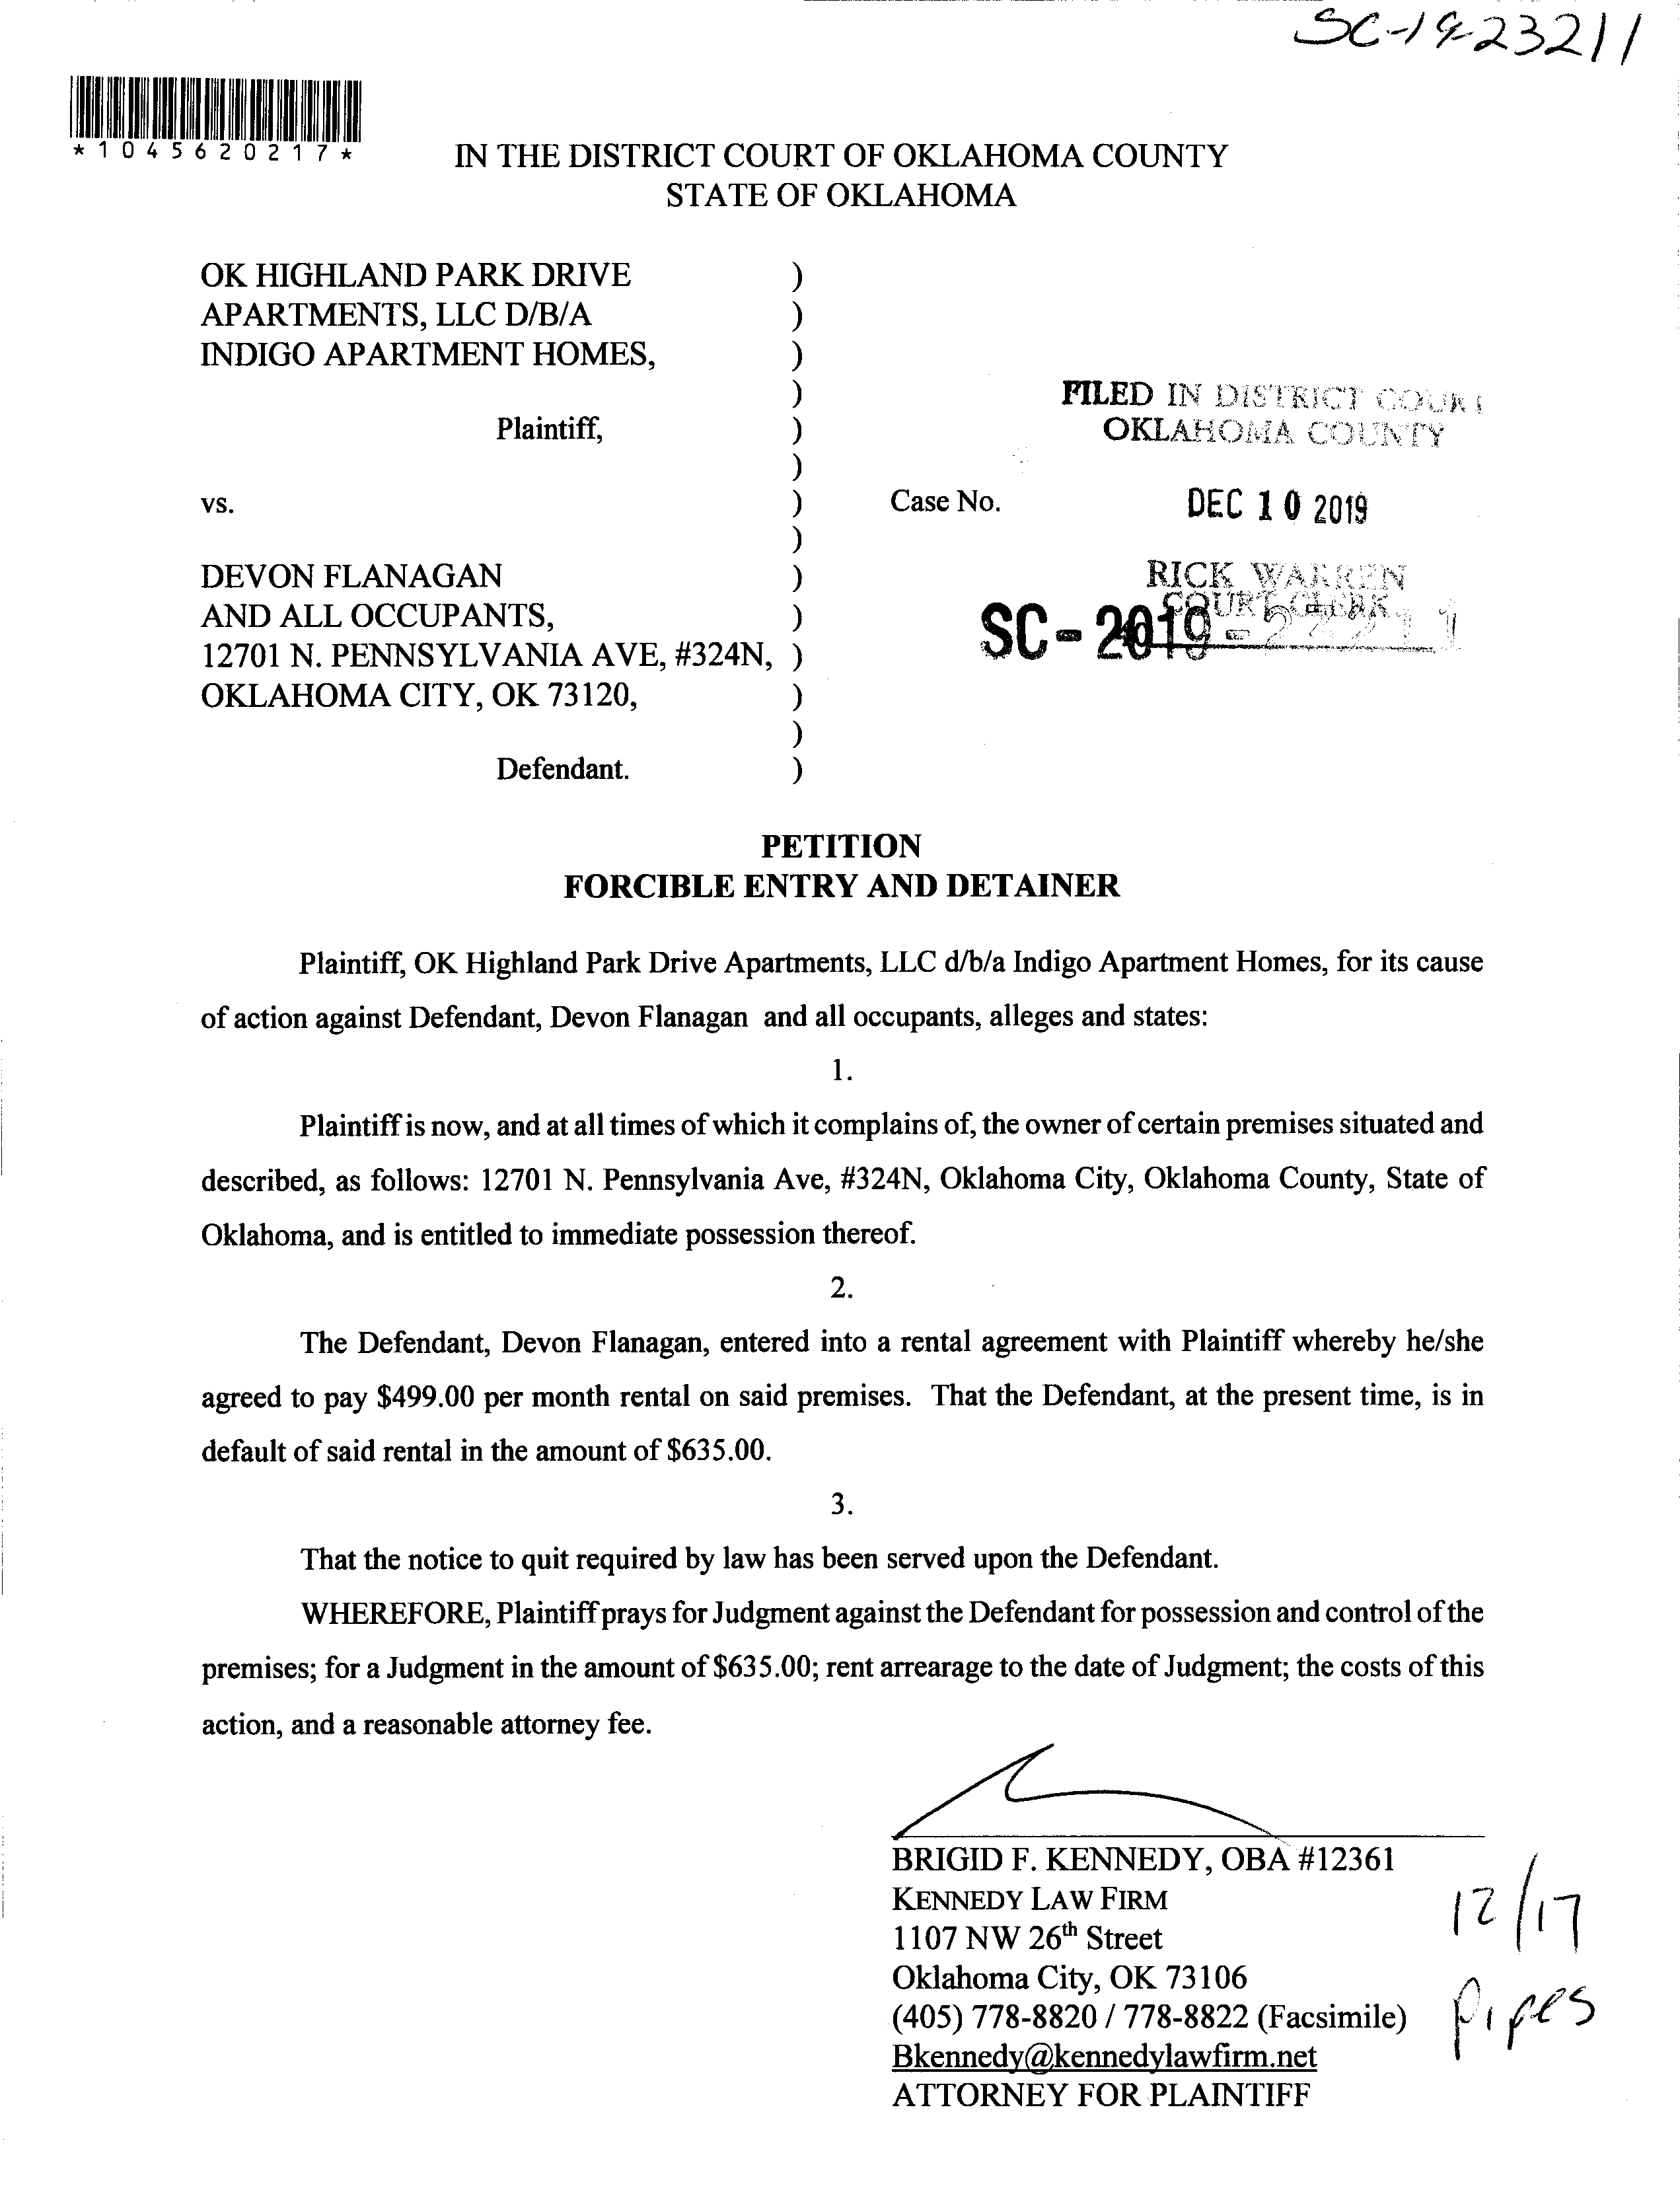 SC-19-23211
*1045620217*
IN THE DISTRICT COURT OF OKLAHOMA COUNTY
STATE OF OKLAHOMA
OK HIGHLAND PARK DRIVE )
APARTMENTS, LLC D/B/A )
INDIGO APARTMENT HOMES, )
)
Plaintiff, )
)
vs. )
)
DEVON FLANAGAN )
AND ALL OCCUPANTS, )
12701 N. PENNSYLVANIA AVE, #324N, )
OKLAHOMA CITY, OK 73120, )
)
Defendant. )
FILED IN DISTRICT COURT
OKLAHOMA COUNTY
Case No.
DEC 10 2019
RICK WARREN
COURT CLERK
SC-2019-
PETITION
FORCIBLE ENTRY AND DETAINER
Plaintiff, OK Highland Park Drive Apartments, LLC d/b/a Indigo Apartment Homes, for its cause
of action against Defendant, Devon Flanagan and all occupants, alleges and states:
1.
Plaintiff is now, and at all times of which it complains of, the owner of certain premises situated and
described, as follows: 12701 N. Pennsylvania Ave, #324N, Oklahoma City, Oklahoma County, State of
Oklahoma, and is entitled to immediate possession thereof.
2.
The Defendant, Devon Flanagan, entered into a rental agreement with Plaintiff whereby he/she
agreed to pay $499.00 per month rental on said premises. That the Defendant, at the present time, is in
default of said rental in the amount of $635.00.
3.
That the notice to quit required by law has been served upon the Defendant.
WHEREFORE, Plaintiff prays for Judgment against the Defendant for possession and control of the
premises; for a Judgment in the amount of $635.00; rent arrearage to the date of Judgment; the costs of this
action, and a reasonable attorney fee.
BRIGID F. KENNEDY, OBA #12361
KENNEDY LAW FIRM
1107 NW 26th Street
Oklahoma City, OK 73106
(405) 778-8820 / 778-8822 (Facsimile)
Bkennedy@kennedylawfirm.net
ATTORNEY FOR PLAINTIFF
12/17
Pipes